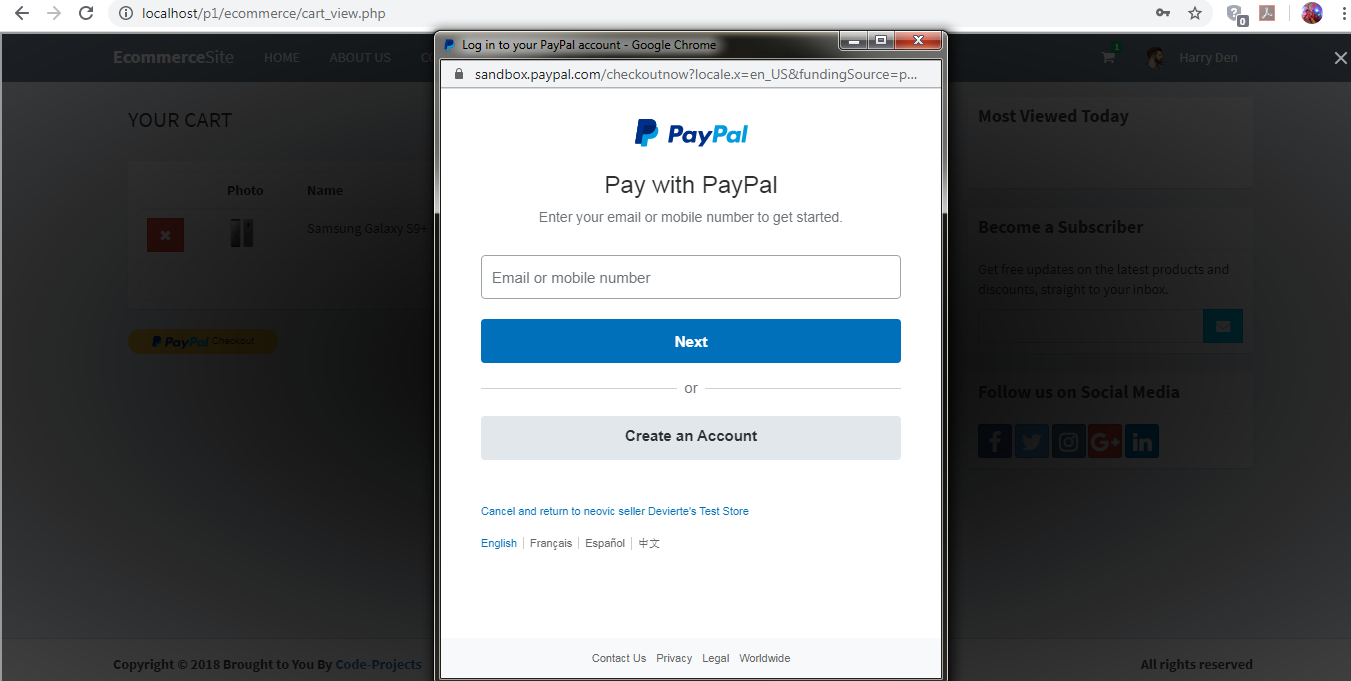 localhost/p1/ecommerce/cart_view.php
0
Log in to your PayPal account - Google Chrome
sandbox.paypal.com/checkoutnow?locale.x=en_US&fundingSource=p...
EcommerceSite HOME ABOUT US
1
Harry Den
YOUR CART
Photo Name
Samsung Galaxy S9+
PayPal Checkout
PayPal
Pay with PayPal
Enter your email or mobile number to get started.
Email or mobile number
Next
or
Create an Account
Cancel and return to neovic seller Devierte's Test Store
English Français Español 中文
Contact Us Privacy Legal Worldwide
Most Viewed Today
Become a Subscriber
Get free updates on the latest products and
discounts, straight to your inbox.
Follow us on Social Media
Copyright © 2018 Brought to You By Code-Projects
All rights reserved